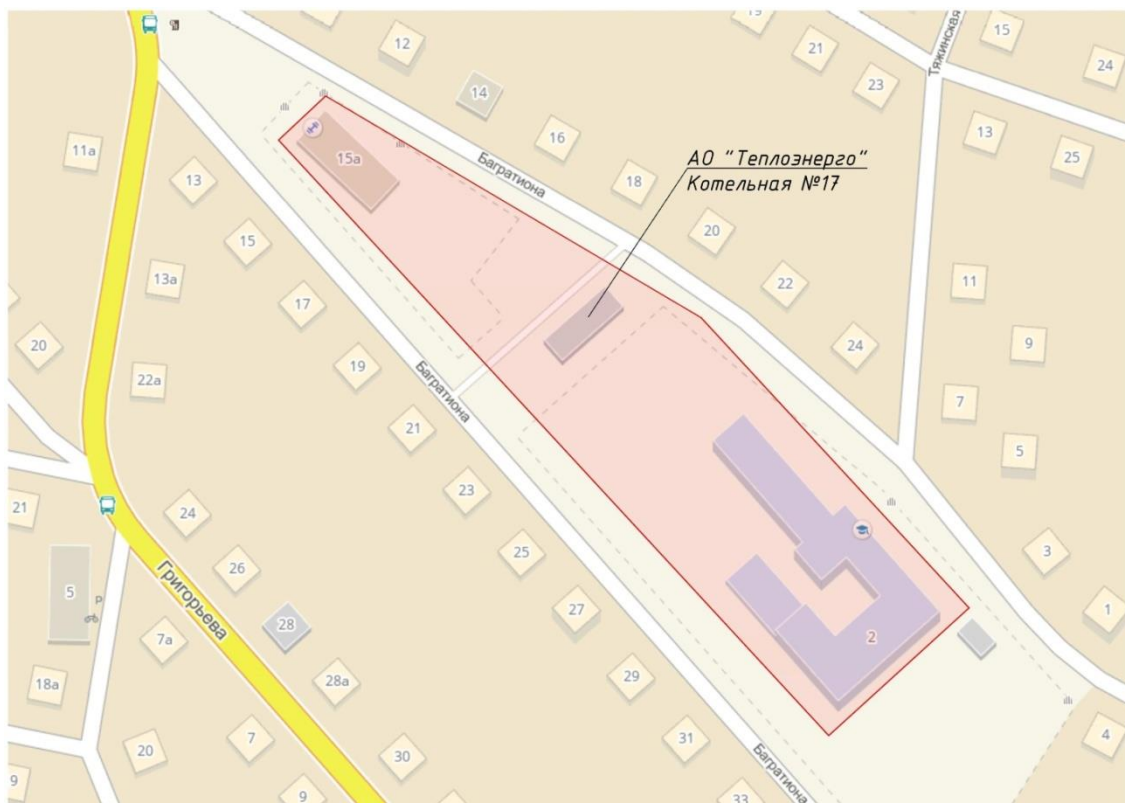 19
15
12
21
24
Тяжинская
14
23
11а
16
13
25
15а
АО "Теплоэнерго"
Котельная №17
Багратиона
13
18
20
15
11
13а
22
17
9
20
24
19
22а
Багратиона
7
21
5
23
21
24
25
3
26
Григорьева
27
1
5
P
28
2
7а
29
18а
28а
31
4
7
20
30
Багратиона
9
9
33